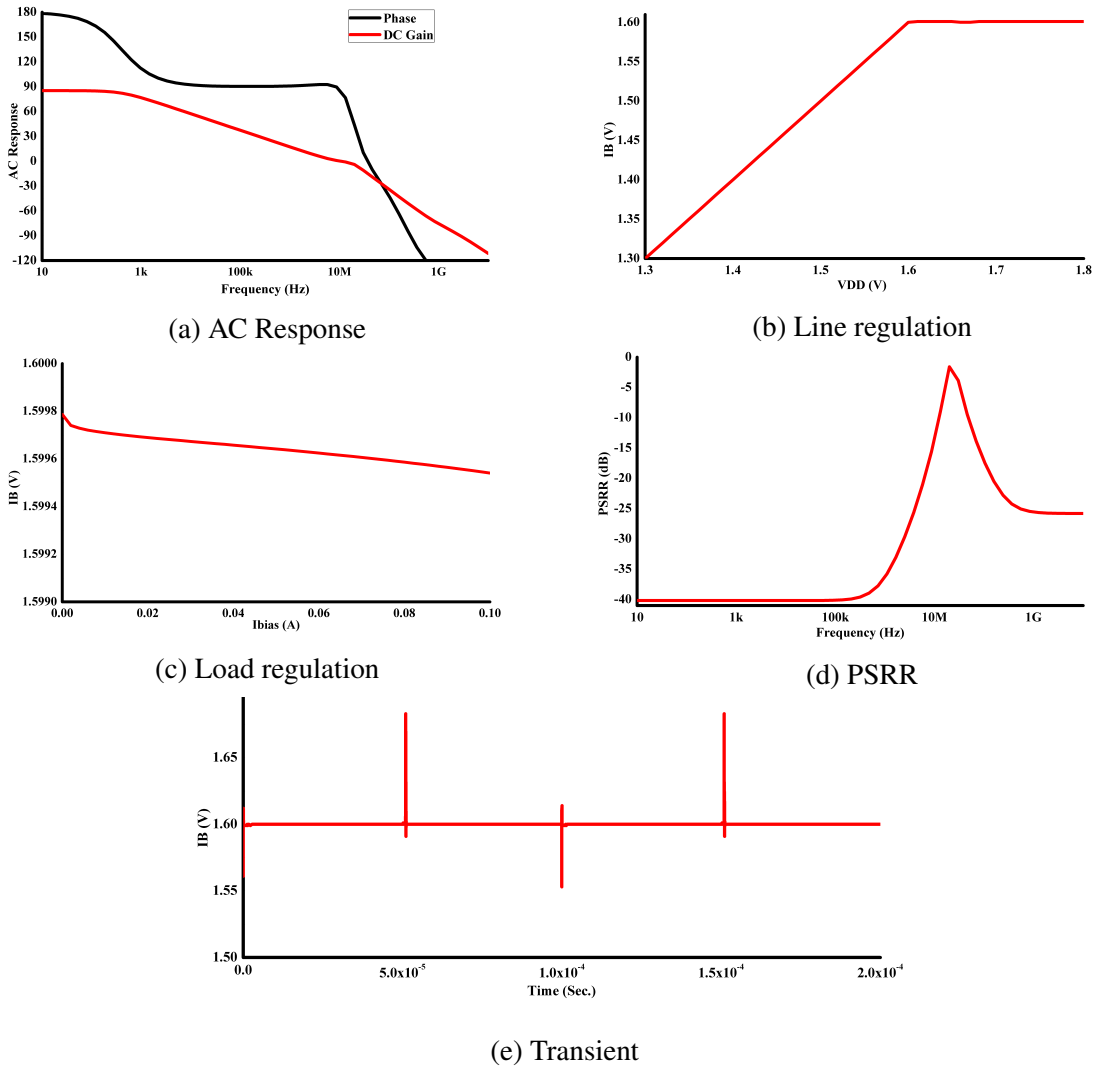 180
150
120
90
60
30
0
-30
-60
-90
-120
AC Response
Phase
DC Gain
10 1k 100k 10M 1G
Frequency (Hz)
(a) AC Response
1.60
1.50
1.45
1.40
1.35
1.30
IB (V)
1.3 1.4 1.5 1.6 1.7 1.8
VDD (V)
(b) Line regulation
1.6000
1.5998
1.5996
1.5994
1.5992
1.5990
IB (V)
0.00 0.02 0.04 0.06 0.08 0.10
Ibias (A)
(c) Load regulation
0
-5
-10
-15
-20
-25
-30
-35
-40
PSRR (dB)
10 1k 100k 10M 1G
Frequency (Hz)
(d) PSRR
1.65
1.60
1.55
1.50
IB (V)
0.0 5.0x10-5 1.0x10-4 1.5x10-4 2.0x10-4
Time (Sec.)
(e) Transient